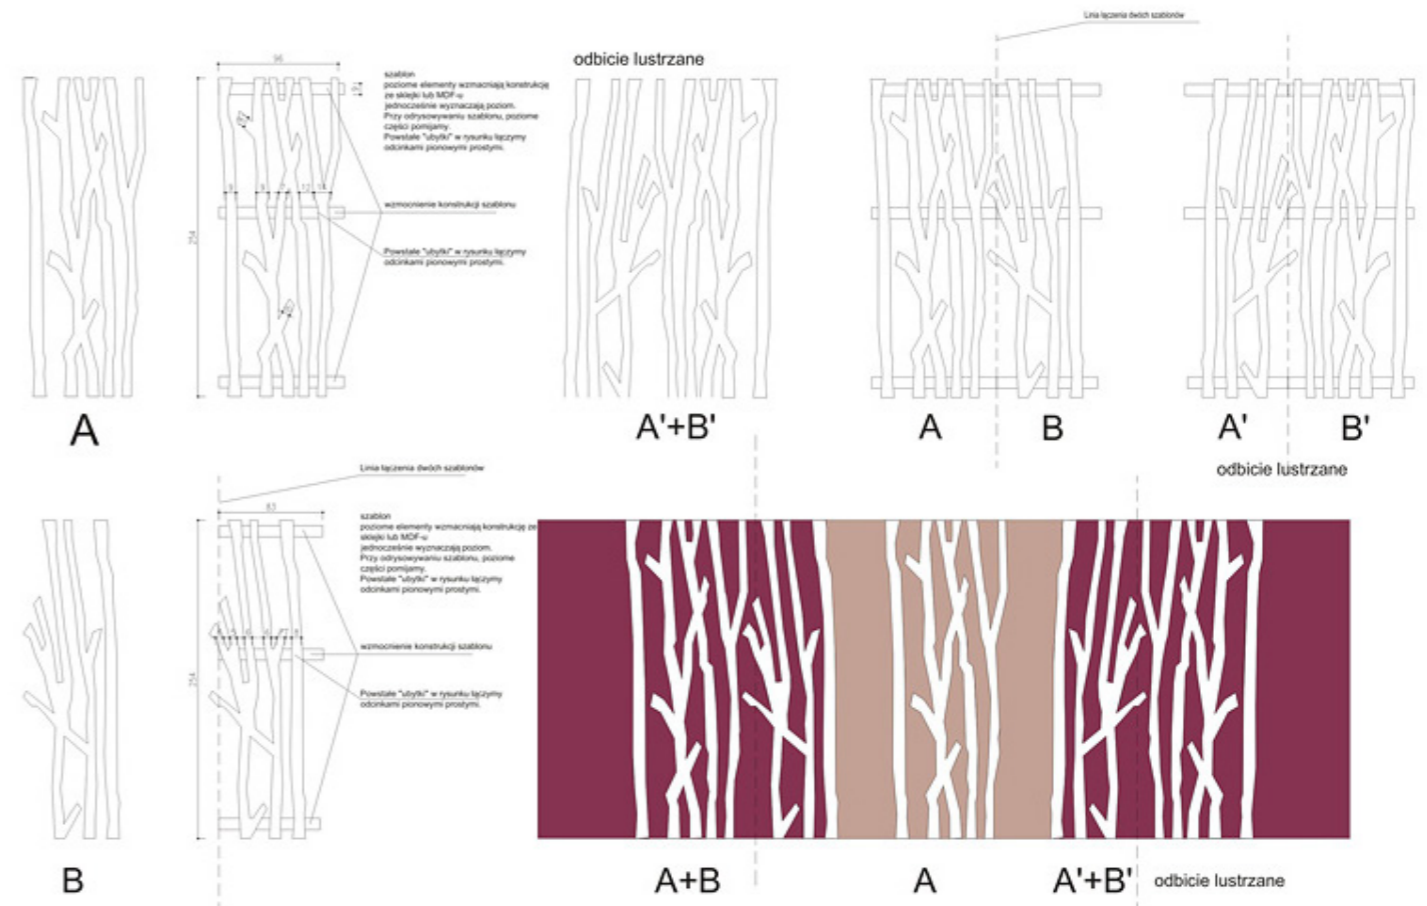 Linia łączenia dwóch szablonów
odbicie lustrzane
96
szablon
poziome elementy wzmacniają konstrukcję
ze sklejki lub MDF-u
jednocześnie wyznaczają poziom.
Przy odrysowywaniu szablonu, poziome
części pomijamy.
Powstałe "ubytki" w rysunku łączymy
odcinkami pionowymi prostymi.
wzmocnienie konstrukcji szablonu
254
Powstałe "ubytki" w rysunku łączymy
odcinkami pionowymi prostymi.
A
A'+B'
A
B
A'
B'
odbicie lustrzane
Linia łączenia dwóch szablonów
83
szablon
poziome elementy wzmacniają konstrukcję ze
sklejki lub MDF-u
jednocześnie wyznaczają poziom.
Przy odrysowywaniu szablonu, poziome
części pomijamy.
Powstałe "ubytki" w rysunku łączymy
odcinkami pionowymi prostymi.
wzmocnienie konstrukcji szablonu
254
Powstałe "ubytki" w rysunku łączymy
odcinkami pionowymi prostymi.
B
A+B
A
A'+B'
odbicie lustrzane